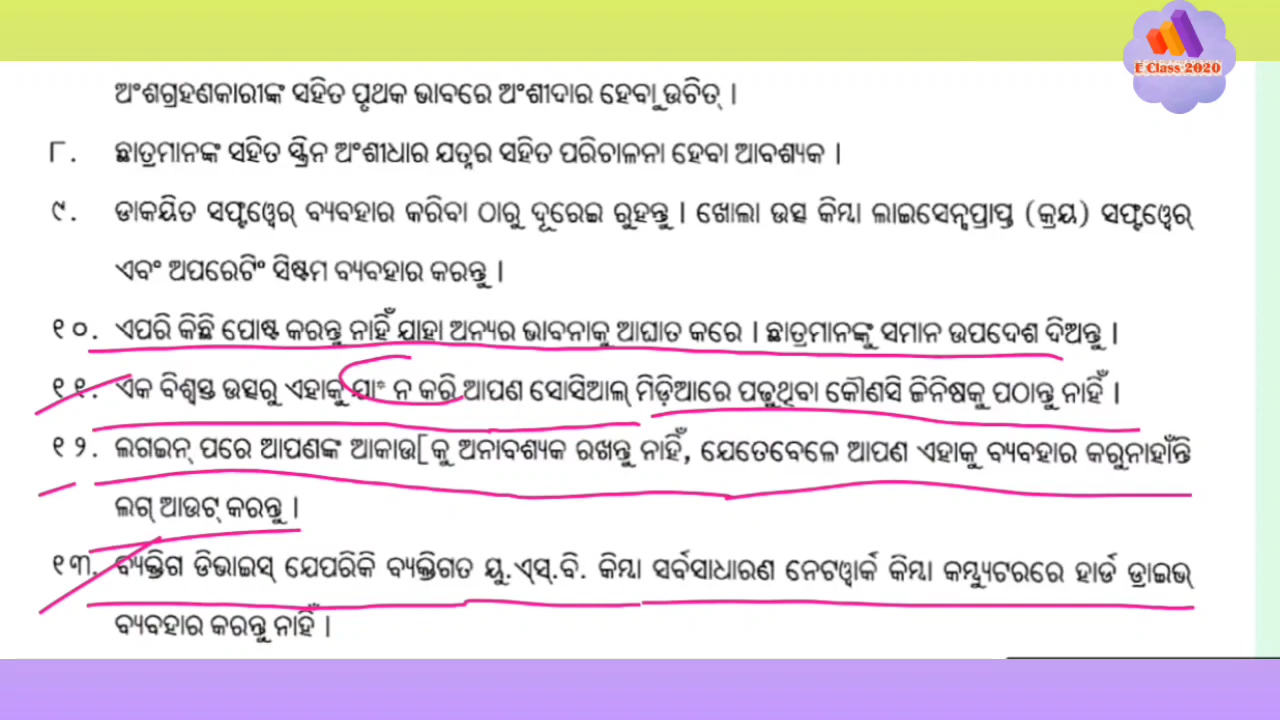 E Class 2020
ଅଂଶଗ୍ରହଣକାରୀଙ୍କ ସହିତ ପୃଥକ ଭାବରେ ଅଂଶୀଦାର ହେବା ଉଚିତ୍ ।
୮. ଛାତ୍ରମାନଙ୍କ ସହିତ ସ୍କ୍ରିନ ଅଂଶୀଧାର ଯତ୍ନର ସହିତ ପରିଚାଳନା ହେବା ଆବଶ୍ୟକ ।
୯. ଡାକୟିତ ସଫ୍ଟୱେର୍ ବ୍ୟବହାର କରିବା ଠାରୁ ଦୂରେଇ ରୁହନ୍ତୁ । ଖୋଲା ଉତ୍ସ କିମ୍ବା ଲାଇସେନ୍ସପ୍ରାପ୍ତ (କ୍ରୟ) ସଫ୍ଟୱେର୍
ଏବଂ ଅପରେଟିଂ ସିଷ୍ଟମ ବ୍ୟବହାର କରନ୍ତୁ ।
୧୦. ଏପରି କିଛି ପୋଷ୍ଟ କରନ୍ତୁ ନାହିଁ ଯାହା ଅନ୍ୟର ଭାବନାକୁ ଆଘାତ କରେ । ଛାତ୍ରମାନଙ୍କୁ ସମାନ ଉପଦେଶ ଦିଅନ୍ତୁ ।
୧୧. ଏକ ବିଶ୍ୱସ୍ତ ଉତ୍ସରୁ ଏହାକୁ ଯା* ନ କରି ଆପଣ ସୋସିଆଲ୍ ମିଡ଼ିଆରେ ପଢୁଥିବା କୌଣସି ଜିନିଷକୁ ପଠାନ୍ତୁ ନାହିଁ ।
୧୨. ଲଗଇନ୍ ପରେ ଆପଣଙ୍କ ଆକାଉ[କୁ ଅନାବଶ୍ୟକ ରଖନ୍ତୁ ନାହିଁ, ଯେତେବେଳେ ଆପଣ ଏହାକୁ ବ୍ୟବହାର କରୁନାହାଁନ୍ତି
ଲଗ୍ ଆଉଟ୍ କରନ୍ତୁ ।
୧୩. ବ୍ୟକ୍ତିଗ ଡିଭାଇସ୍ ଯେପରିକି ବ୍ୟକ୍ତିଗତ ୟୁ.ଏସ୍.ବି. କିମ୍ବା ସର୍ବସାଧାରଣ ନେଟୱାର୍କ କିମ୍ବା କମ୍ପ୍ୟୁଟରରେ ହାର୍ଡ ଡ୍ରାଇଭ୍
ବ୍ୟବହାର କରନ୍ତୁ ନାହିଁ ।